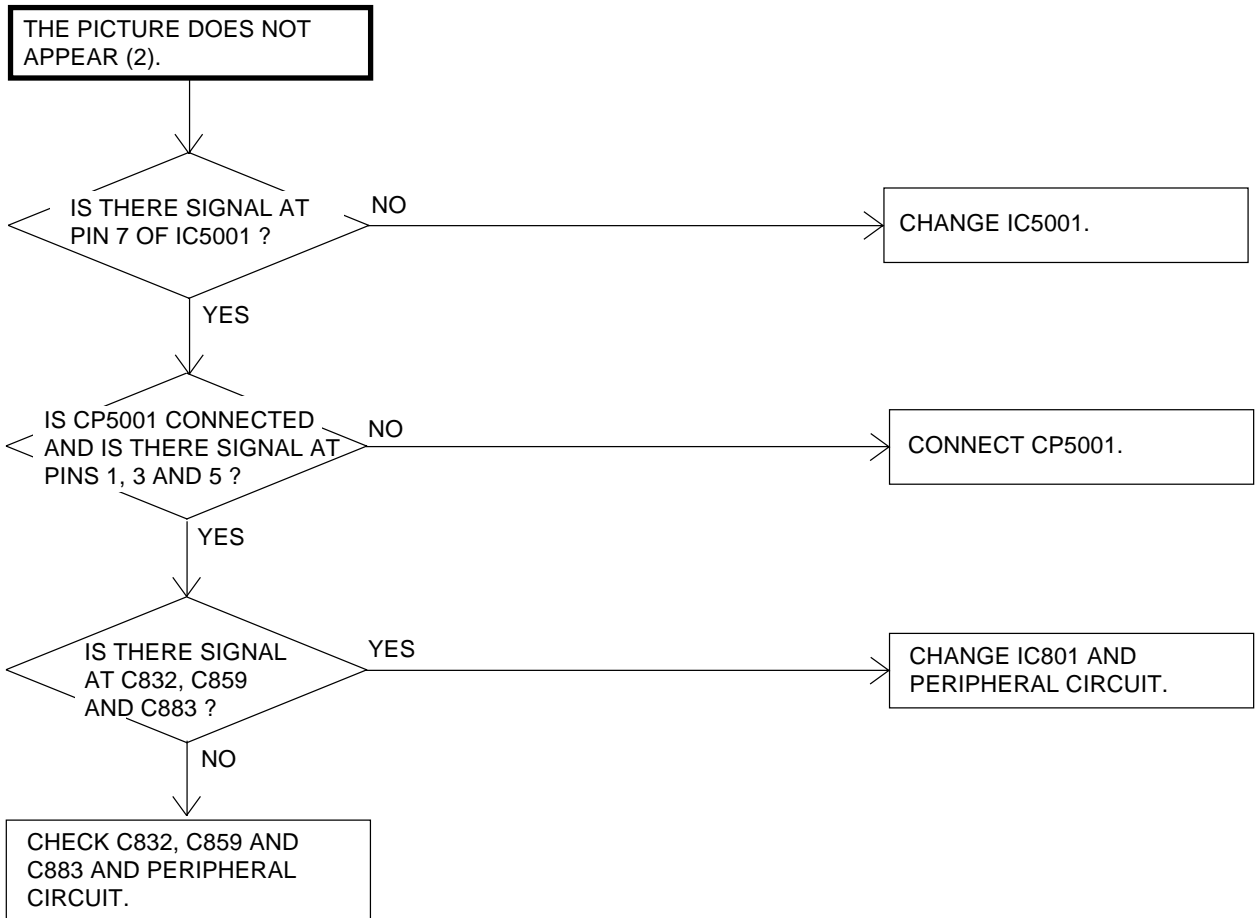 THE PICTURE DOES NOT
APPEAR (2).
IS THERE SIGNAL AT
PIN 7 OF IC5001 ?
NO
CHANGE IC5001.
YES
IS CP5001 CONNECTED
AND IS THERE SIGNAL AT
PINS 1, 3 AND 5 ?
NO
CONNECT CP5001.
YES
IS THERE SIGNAL
AT C832, C859
AND C883 ?
YES
CHANGE IC801 AND
PERIPHERAL CIRCUIT.
NO
CHECK C832, C859 AND
C883 AND PERIPHERAL
CIRCUIT.